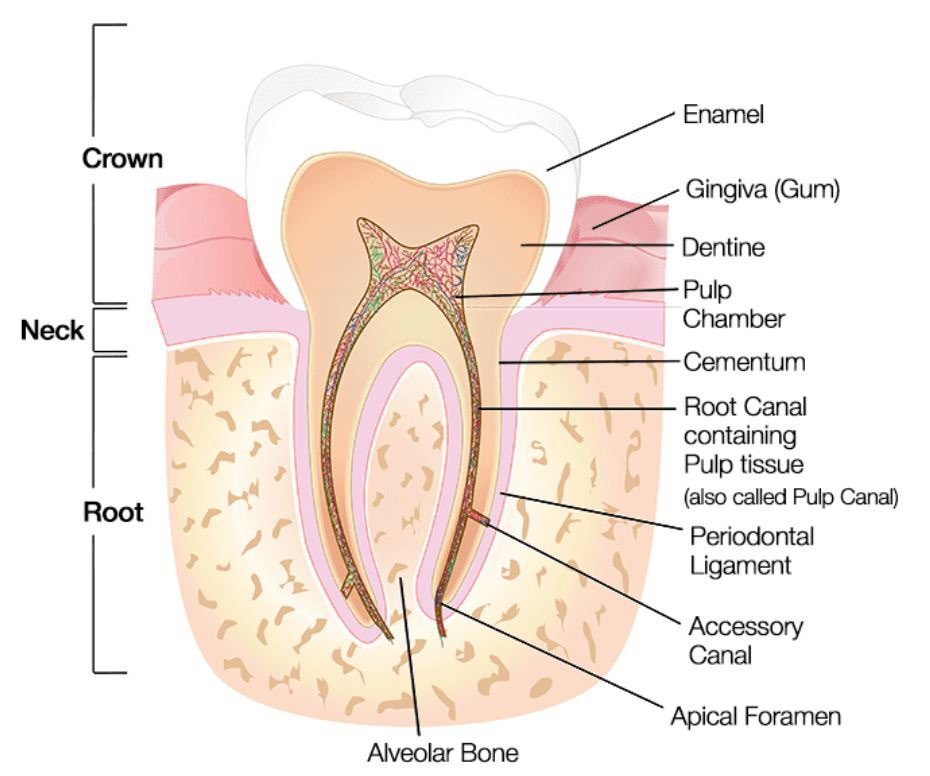 Crown
Neck
Root
Enamel
Gingiva (Gum)
Dentine
Pulp
Chamber
Cementum
Root Canal
containing
Pulp tissue
(also called Pulp Canal)
Periodontal
Ligament
Accessory
Canal
Apical Foramen
Alveolar Bone